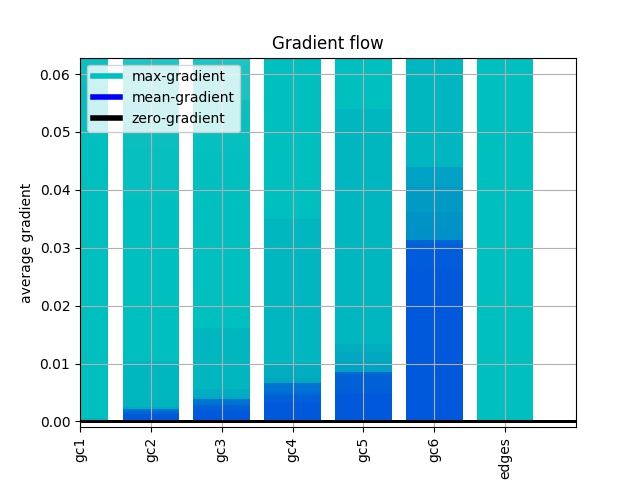 Gradient flow
max-gradient
mean-gradient
zero-gradient
average gradient
0.06
0.05
0.04
0.03
0.02
0.01
0.00
gc1
gc2
gc3
gc4
gc5
gc6
edges